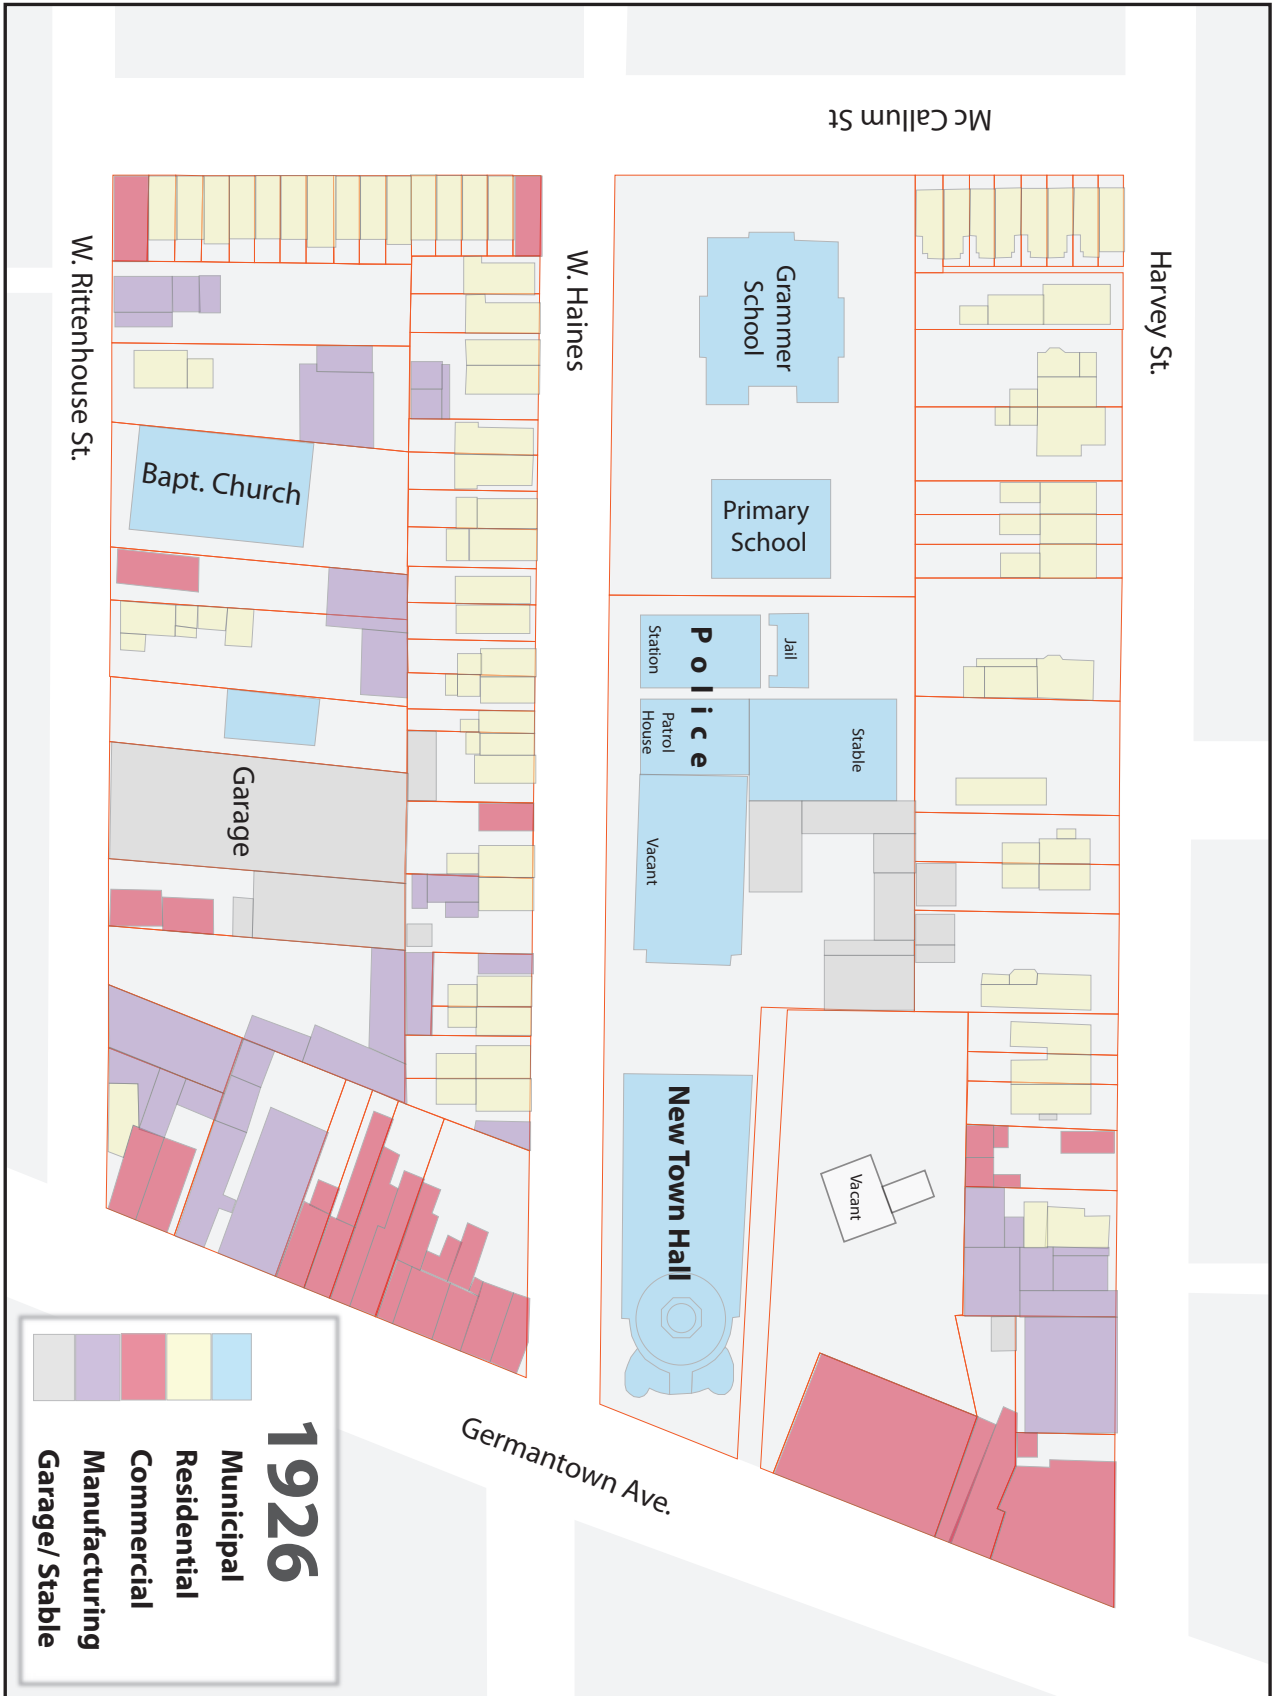 Mc Callum St
Harvey St.
W. Haines
W. Rittenhouse St.
Grammer
School
Primary
School
Bapt. Church
Police
Station
Jail
Patrol
House
Stable
Vacant
Garage
New Town Hall
Vacant
Germantown Ave.
1926
Municipal
Residential
Commercial
Manufacturing
Garage/ Stable